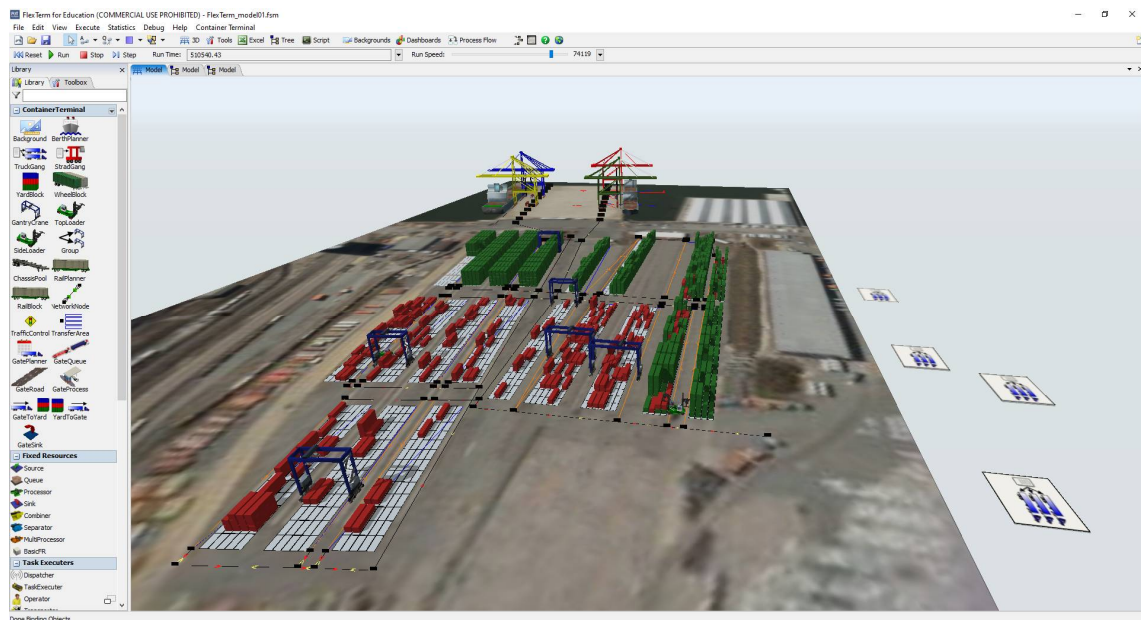 FlexTerm for Education (COMMERCIAL USE PROHIBITED) - FlexTerm_model01.fsm
File Edit View Execute Statistics Debug Help Container Terminal
3D Tools Excel Tree Script Backgrounds Dashboards Process Flow
Reset Run Stop Step Run Time: 510540.43 Run Speed: 74119
Library
Model Model Model
Library Toolbox
ContainerTerminal
Background BerthPlanner
TruckGang StradGang
YardBlock WheelBlock
GantryCrane TopLoader
SideLoader Group
ChassisPool RailPlanner
RailBlock NetworkNode
TrafficControl TransferArea
GatePlanner GateQueue
GateRoad GateProcess
GateToYard YardToGate
GateSink
Fixed Resources
Source
Queue
Processor
Sink
Combiner
Separator
MultiProcessor
BasicFR
Task Executers
Dispatcher
TaskExecuter
Operator
Done Binding Objects